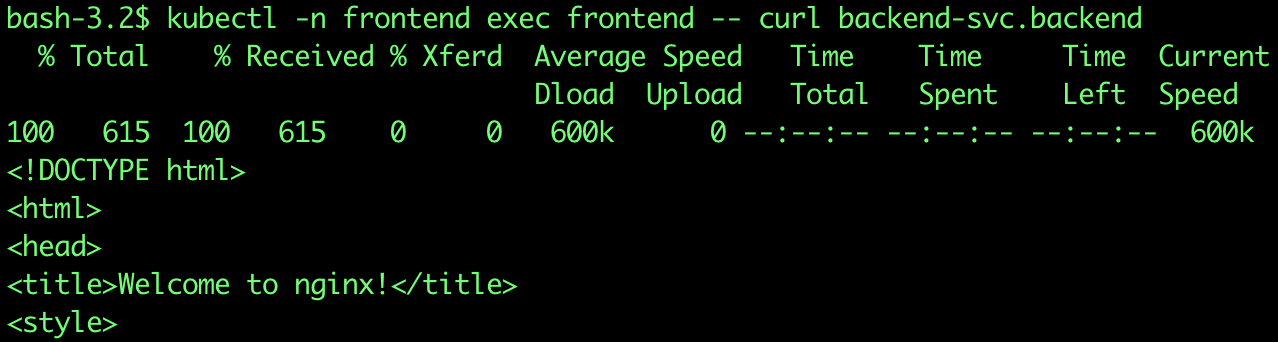 bash-3.2$ kubectl -n frontend exec frontend -- curl backend-svc.backend
  % Total    % Received % Xferd  Average Speed   Time    Time     Time  Current
                                 Dload  Upload   Total   Spent    Left  Speed
100   615  100   615    0     0   600k      0 --:--:-- --:--:-- --:--:--  600k
<!DOCTYPE html>
<html>
<head>
<title>Welcome to nginx!</title>
<style>